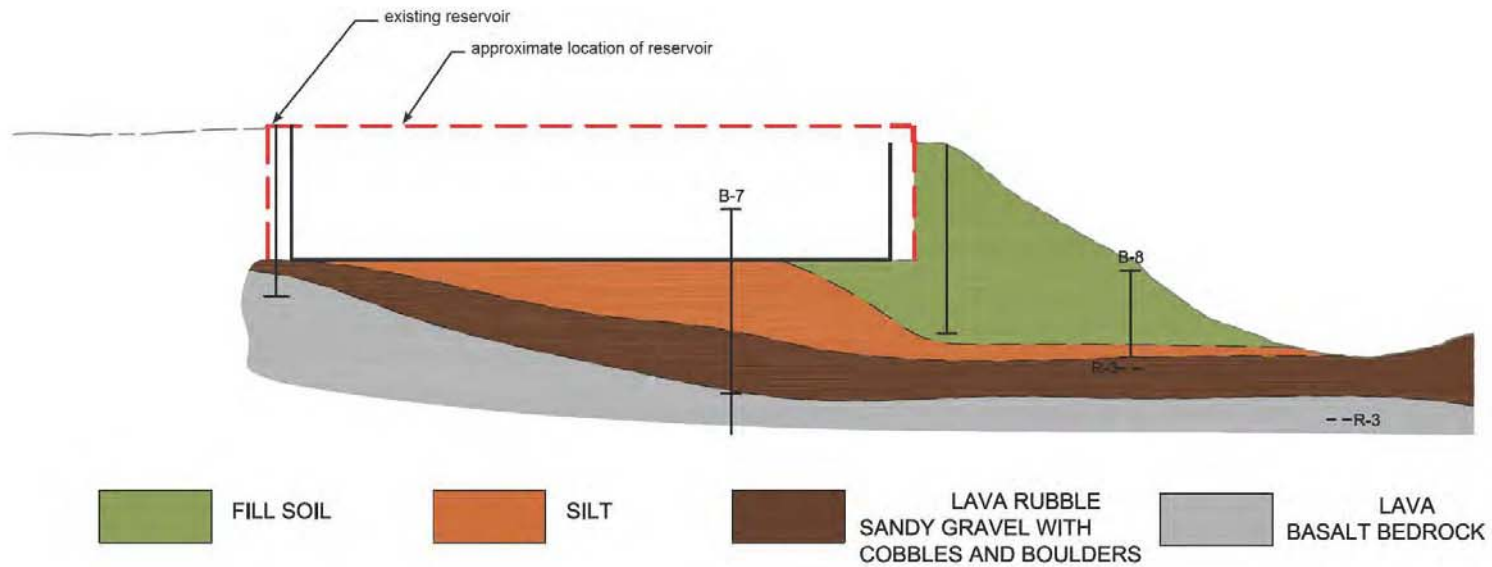 existing reservoir
approximate location of reservoir
B-7
B-8
R-3
R-3
FILL SOIL
SILT
LAVA RUBBLE
SANDY GRAVEL WITH
COBBLES AND BOULDERS
LAVA
BASALT BEDROCK